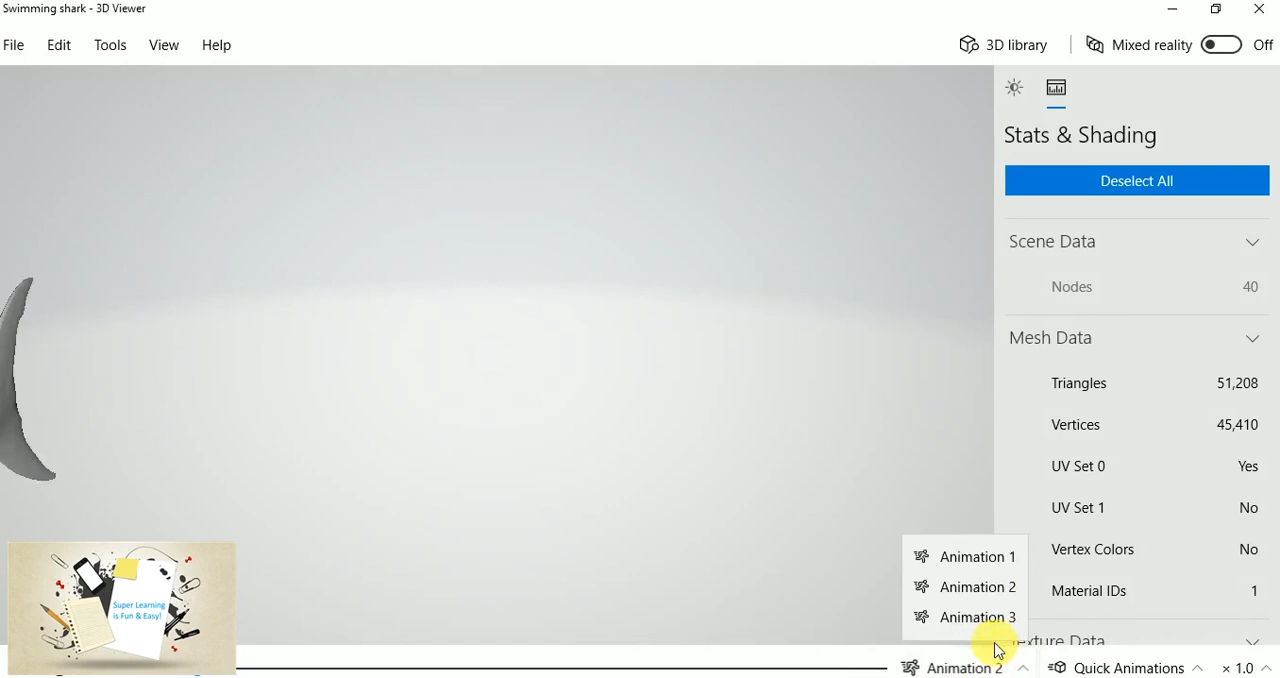 Swimming shark - 3D Viewer
File Edit Tools View Help
3D library
Mixed reality Off
Stats & Shading
Deselect All
Scene Data
Nodes 40
Mesh Data
Triangles 51,208
Vertices 45,410
UV Set 0 Yes
UV Set 1 No
Vertex Colors No
Material IDs 1
Texture Data
Animation 1
Animation 2
Animation 3
Animation 2
Quick Animations
× 1.0
Super Learning
is Fun & Easy!